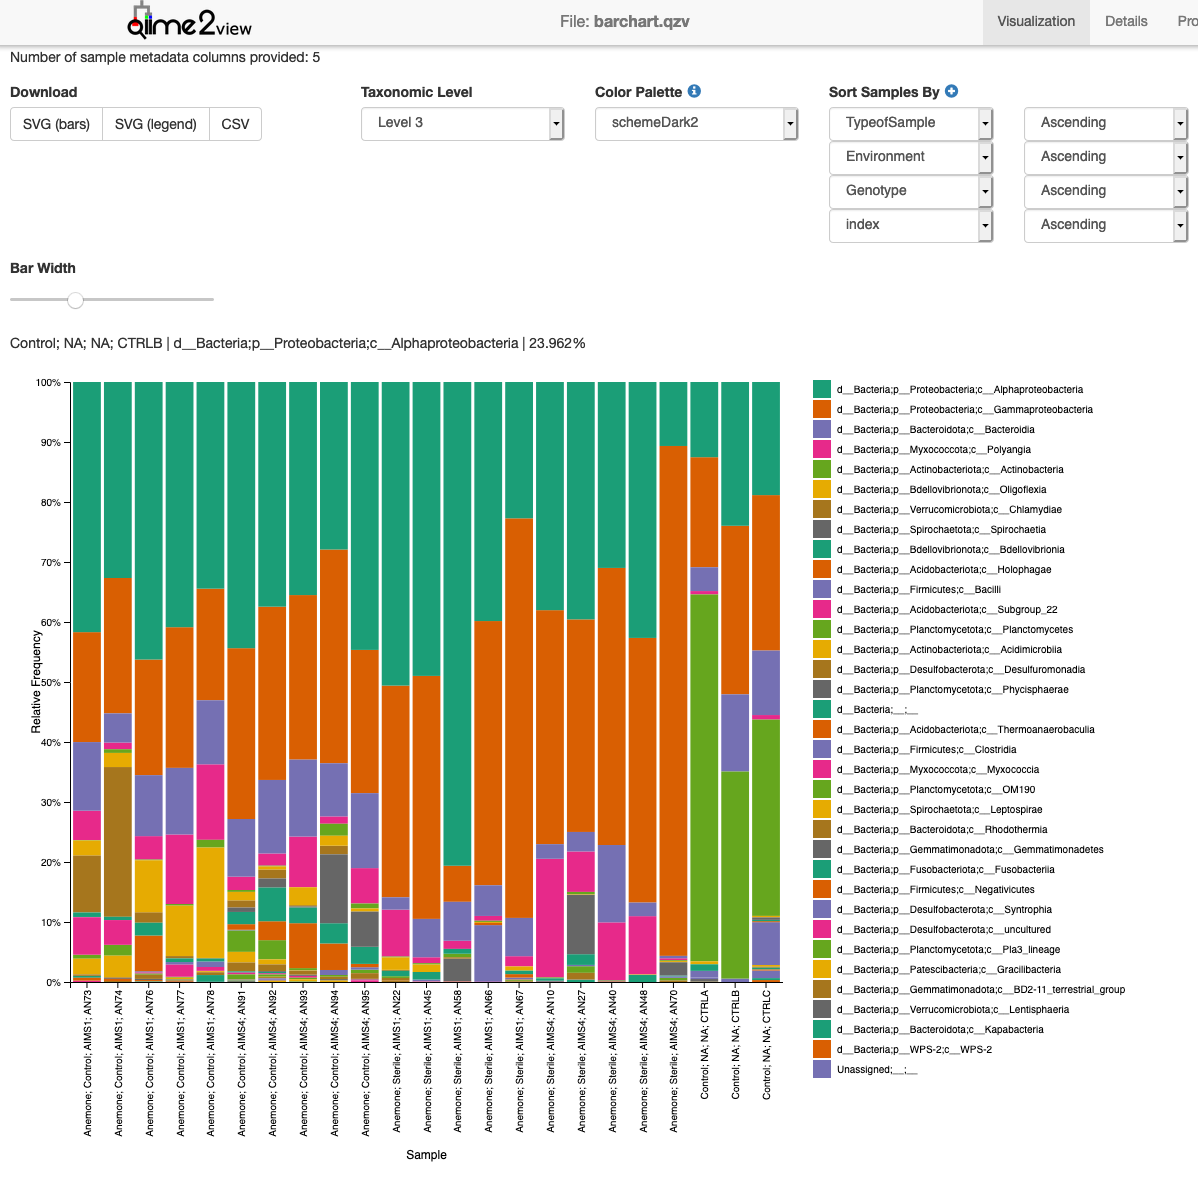 qiime2view
File: barchart.qzv
Visualization
Details
Pro
Number of sample metadata columns provided: 5
Download
Taxonomic Level
Color Palette
Sort Samples By
SVG (bars)
SVG (legend)
CSV
Level 3
schemeDark2
TypeofSample
Ascending
Environment
Ascending
Genotype
Ascending
index
Ascending
Bar Width
Control; NA; NA; CTRLB | d__Bacteria;p__Proteobacteria;c__Alphaproteobacteria | 23.962%
100%
90%
80%
70%
60%
50%
40%
30%
20%
10%
0%
Relative Frequency
Anemone; Control; AIMS1; AN73
Anemone; Control; AIMS1; AN74
Anemone; Control; AIMS1; AN76
Anemone; Control; AIMS1; AN77
Anemone; Control; AIMS1; AN78
Anemone; Control; AIMS4; AN91
Anemone; Control; AIMS4; AN92
Anemone; Control; AIMS4; AN93
Anemone; Control; AIMS4; AN94
Anemone; Control; AIMS4; AN95
Anemone; Sterile; AIMS1; AN22
Anemone; Sterile; AIMS1; AN45
Anemone; Sterile; AIMS1; AN58
Anemone; Sterile; AIMS1; AN66
Anemone; Sterile; AIMS1; AN67
Anemone; Sterile; AIMS4; AN10
Anemone; Sterile; AIMS4; AN27
Anemone; Sterile; AIMS4; AN40
Anemone; Sterile; AIMS4; AN48
Anemone; Sterile; AIMS4; AN70
Control; NA; NA; CTRLA
Control; NA; NA; CTRLB
Control; NA; NA; CTRLC
Sample
d__Bacteria;p__Proteobacteria;c__Alphaproteobacteria
d__Bacteria;p__Proteobacteria;c__Gammaproteobacteria
d__Bacteria;p__Bacteroidota;c__Bacteroidia
d__Bacteria;p__Myxococcota;c__Polyangia
d__Bacteria;p__Actinobacteriota;c__Actinobacteria
d__Bacteria;p__Bdellovibrionota;c__Oligoflexia
d__Bacteria;p__Verrucomicrobiota;c__Chlamydiae
d__Bacteria;p__Spirochaetota;c__Spirochaetia
d__Bacteria;p__Bdellovibrionota;c__Bdellovibrionia
d__Bacteria;p__Acidobacteriota;c__Holophagae
d__Bacteria;p__Firmicutes;c__Bacilli
d__Bacteria;p__Acidobacteriota;c__Subgroup_22
d__Bacteria;p__Planctomycetota;c__Planctomycetes
d__Bacteria;p__Actinobacteriota;c__Acidimicrobiia
d__Bacteria;p__Desulfobacterota;c__Desulfuromonadia
d__Bacteria;p__Planctomycetota;c__Phycisphaerae
d__Bacteria;__;__
d__Bacteria;p__Acidobacteriota;c__Thermoanaerobaculia
d__Bacteria;p__Firmicutes;c__Clostridia
d__Bacteria;p__Myxococcota;c__Myxococcia
d__Bacteria;p__Planctomycetota;c__OM190
d__Bacteria;p__Spirochaetota;c__Leptospirae
d__Bacteria;p__Bacteroidota;c__Rhodothermia
d__Bacteria;p__Gemmatimonadota;c__Gemmatimonadetes
d__Bacteria;p__Fusobacteriota;c__Fusobacteriia
d__Bacteria;p__Firmicutes;c__Negativicutes
d__Bacteria;p__Desulfobacterota;c__Syntrophia
d__Bacteria;p__Desulfobacterota;c__uncultured
d__Bacteria;p__Planctomycetota;c__Pla3_lineage
d__Bacteria;p__Patescibacteria;c__Gracilibacteria
d__Bacteria;p__Gemmatimonadota;c__BD2-11_terrestrial_group
d__Bacteria;p__Verrucomicrobiota;c__Lentisphaeria
d__Bacteria;p__Bacteroidota;c__Kapabacteria
d__Bacteria;p__WPS-2;c__WPS-2
Unassigned;__;__